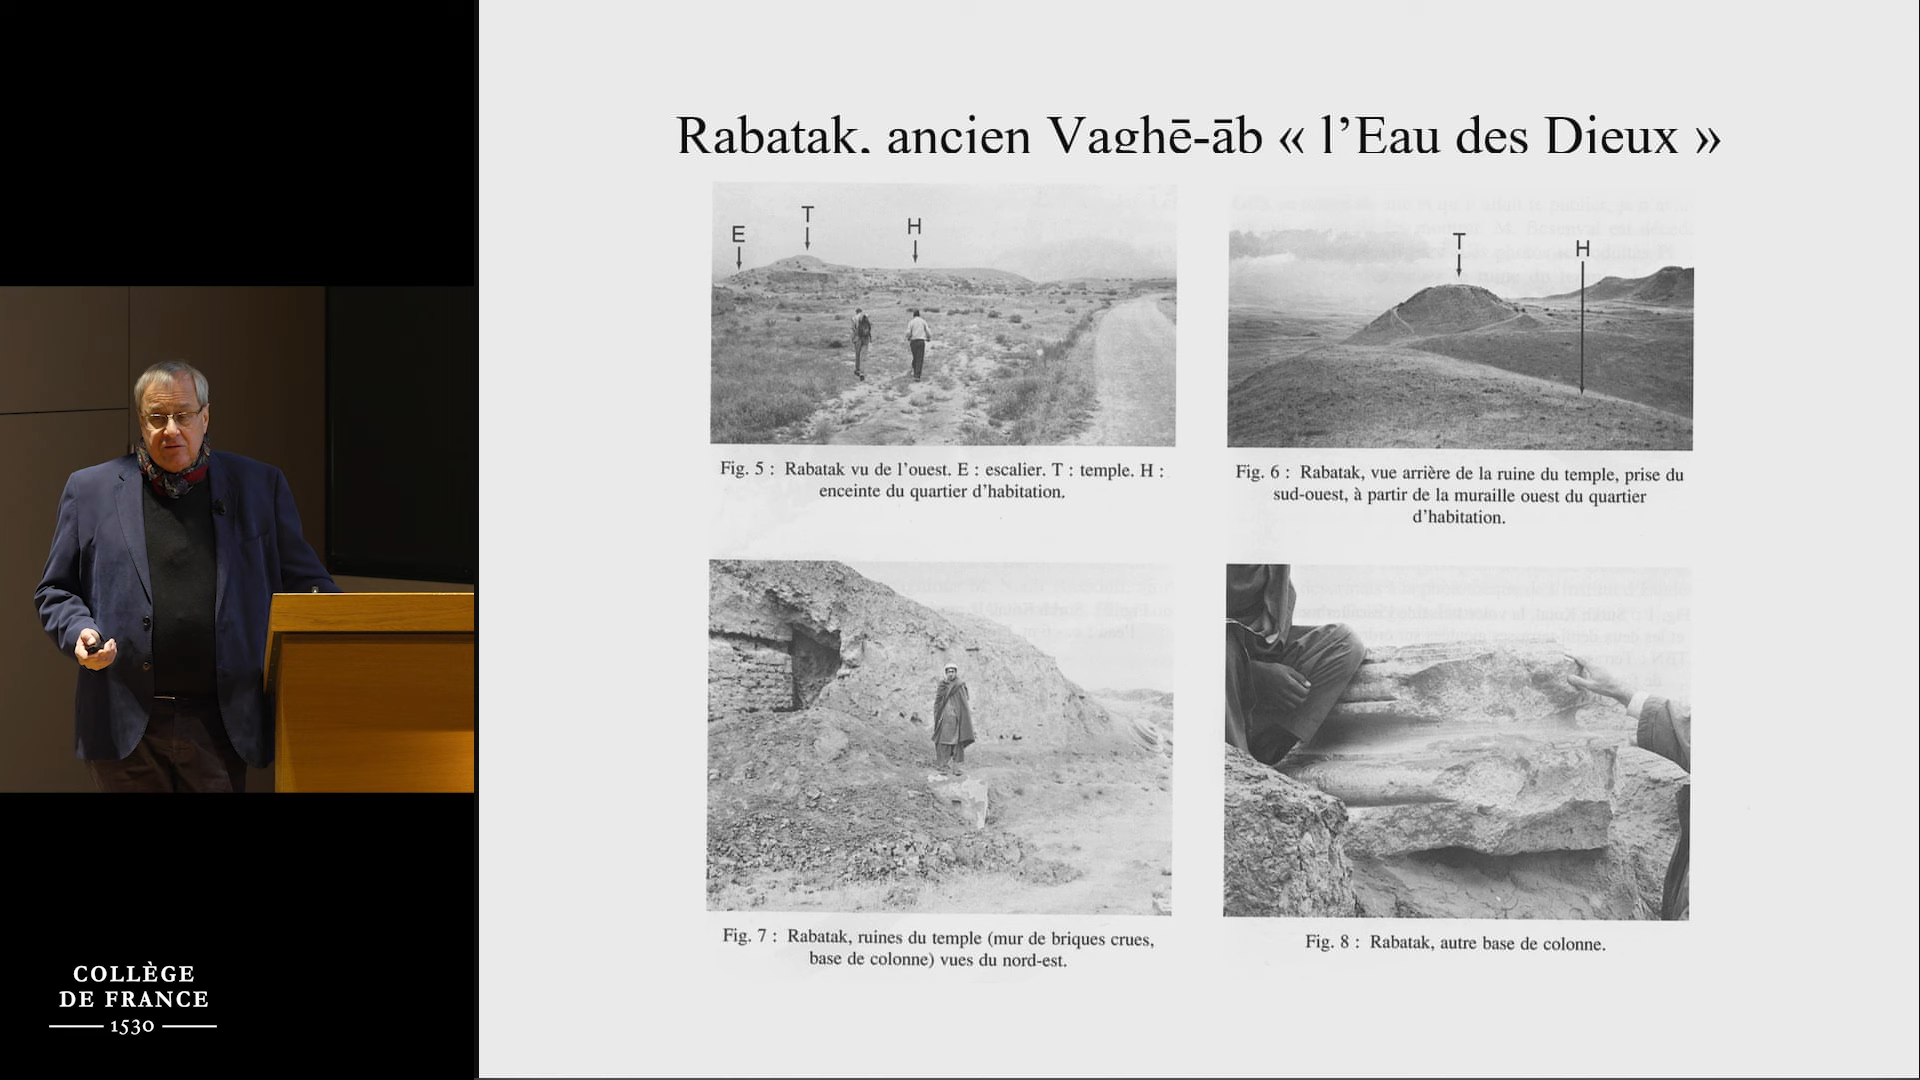 Rabatak, ancien Vaghē-āb « l’Eau des Dieux »
E
T
H
Fig. 5 : Rabatak vu de l’ouest. E : escalier. T : temple. H :
enceinte du quartier d’habitation.
T
H
Fig. 6 : Rabatak, vue arrière de la ruine du temple, prise du
sud-ouest, à partir de la muraille ouest du quartier
d’habitation.
Fig. 7 : Rabatak, ruines du temple (mur de briques crues,
base de colonne) vues du nord-est.
Fig. 8 : Rabatak, autre base de colonne.
COLLÈGE
DE FRANCE
1530